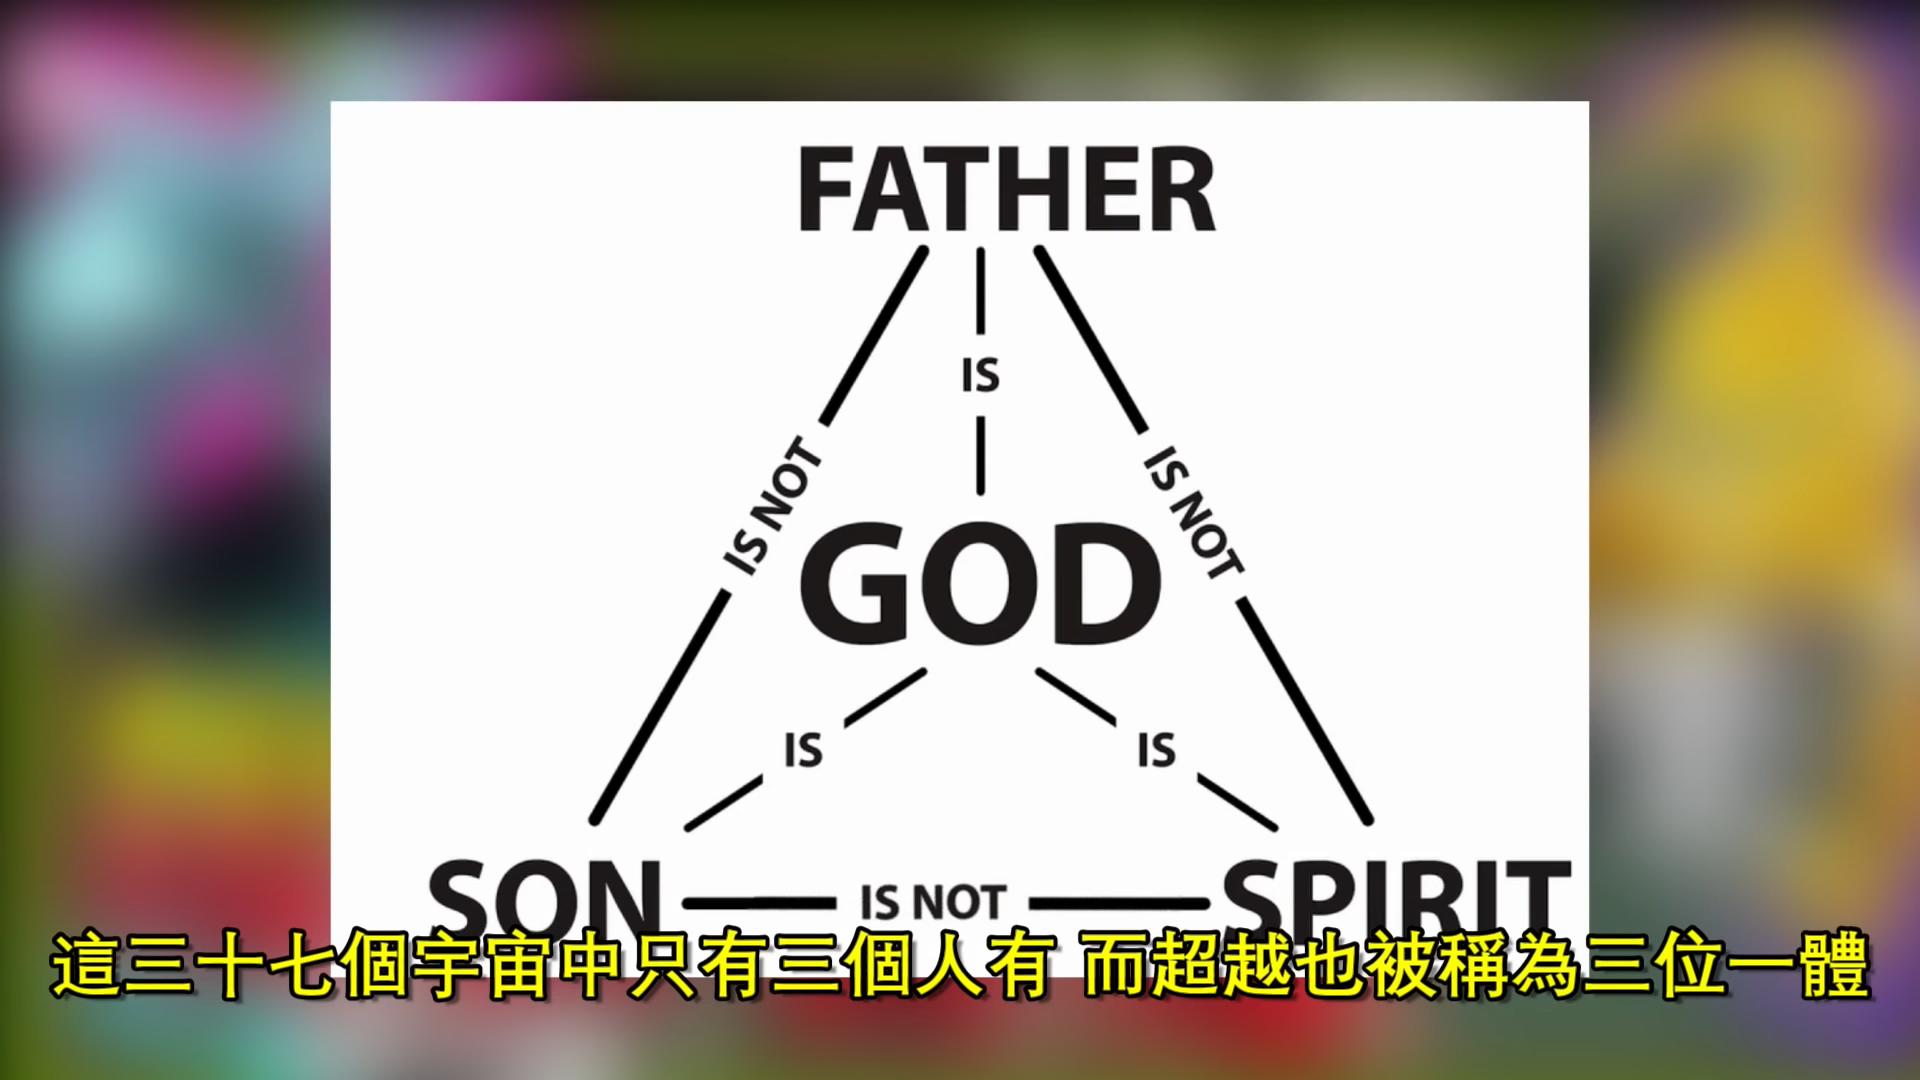 FATHER
IS
IS NOT
IS NOT
GOD
IS
IS
SON
IS NOT
SPIRIT
這三十七個宇宙中只有三個人有 而超越也被稱為三位一體